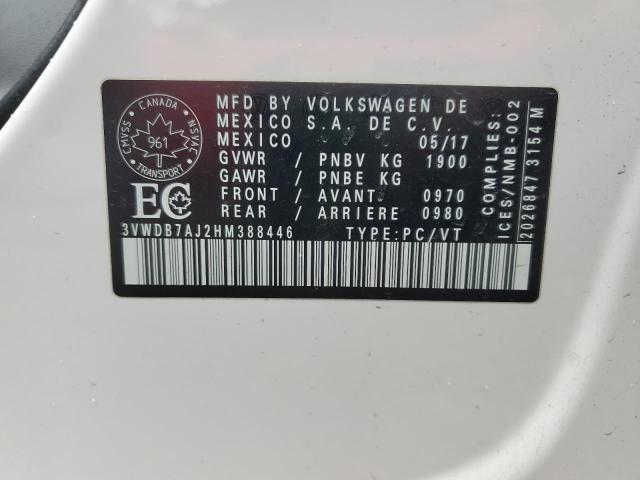 CANADA
CMVSS
NSVAC
961
TRANSPORT
EC
MFD BY VOLKSWAGEN DE
MEXICO S.A. DE C.V.
MEXICO 05/17
GVWR / PNBV KG 1900
GAWR / PNBE KG
FRONT / AVANT 0970
REAR / ARRIERE 0980
3VWDB7AJ2HM388446 TYPE:PC/VT
COMPLIES:
ICES/NMB-002
2026847 3154 M